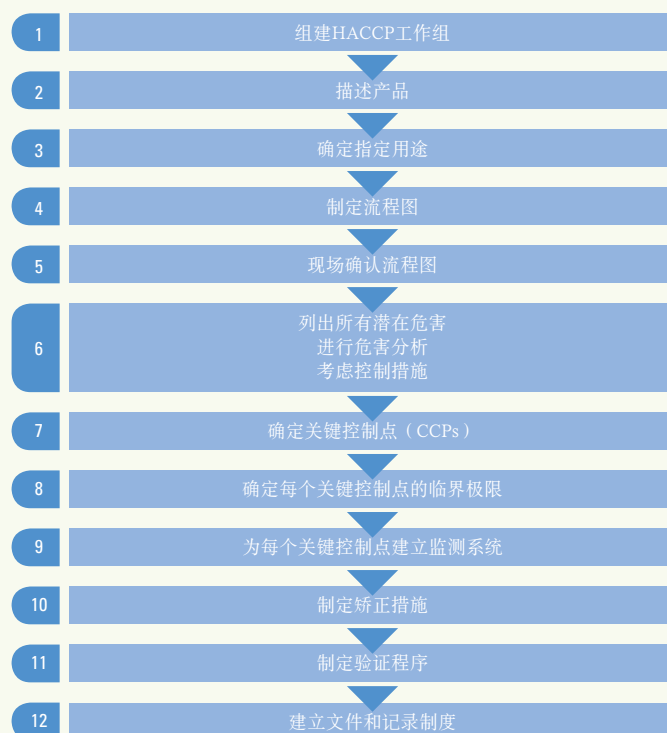 1 组建HACCP工作组
2 描述产品
3 确定指定用途
4 制定流程图
5 现场确认流程图
列出所有潜在危害
6 进行危害分析
考虑控制措施
7 确定关键控制点（CCPs）
8 确定每个关键控制点的临界极限
9 为每个关键控制点建立监测系统
10 制定矫正措施
11 制定验证程序
12 建立文件和记录制度